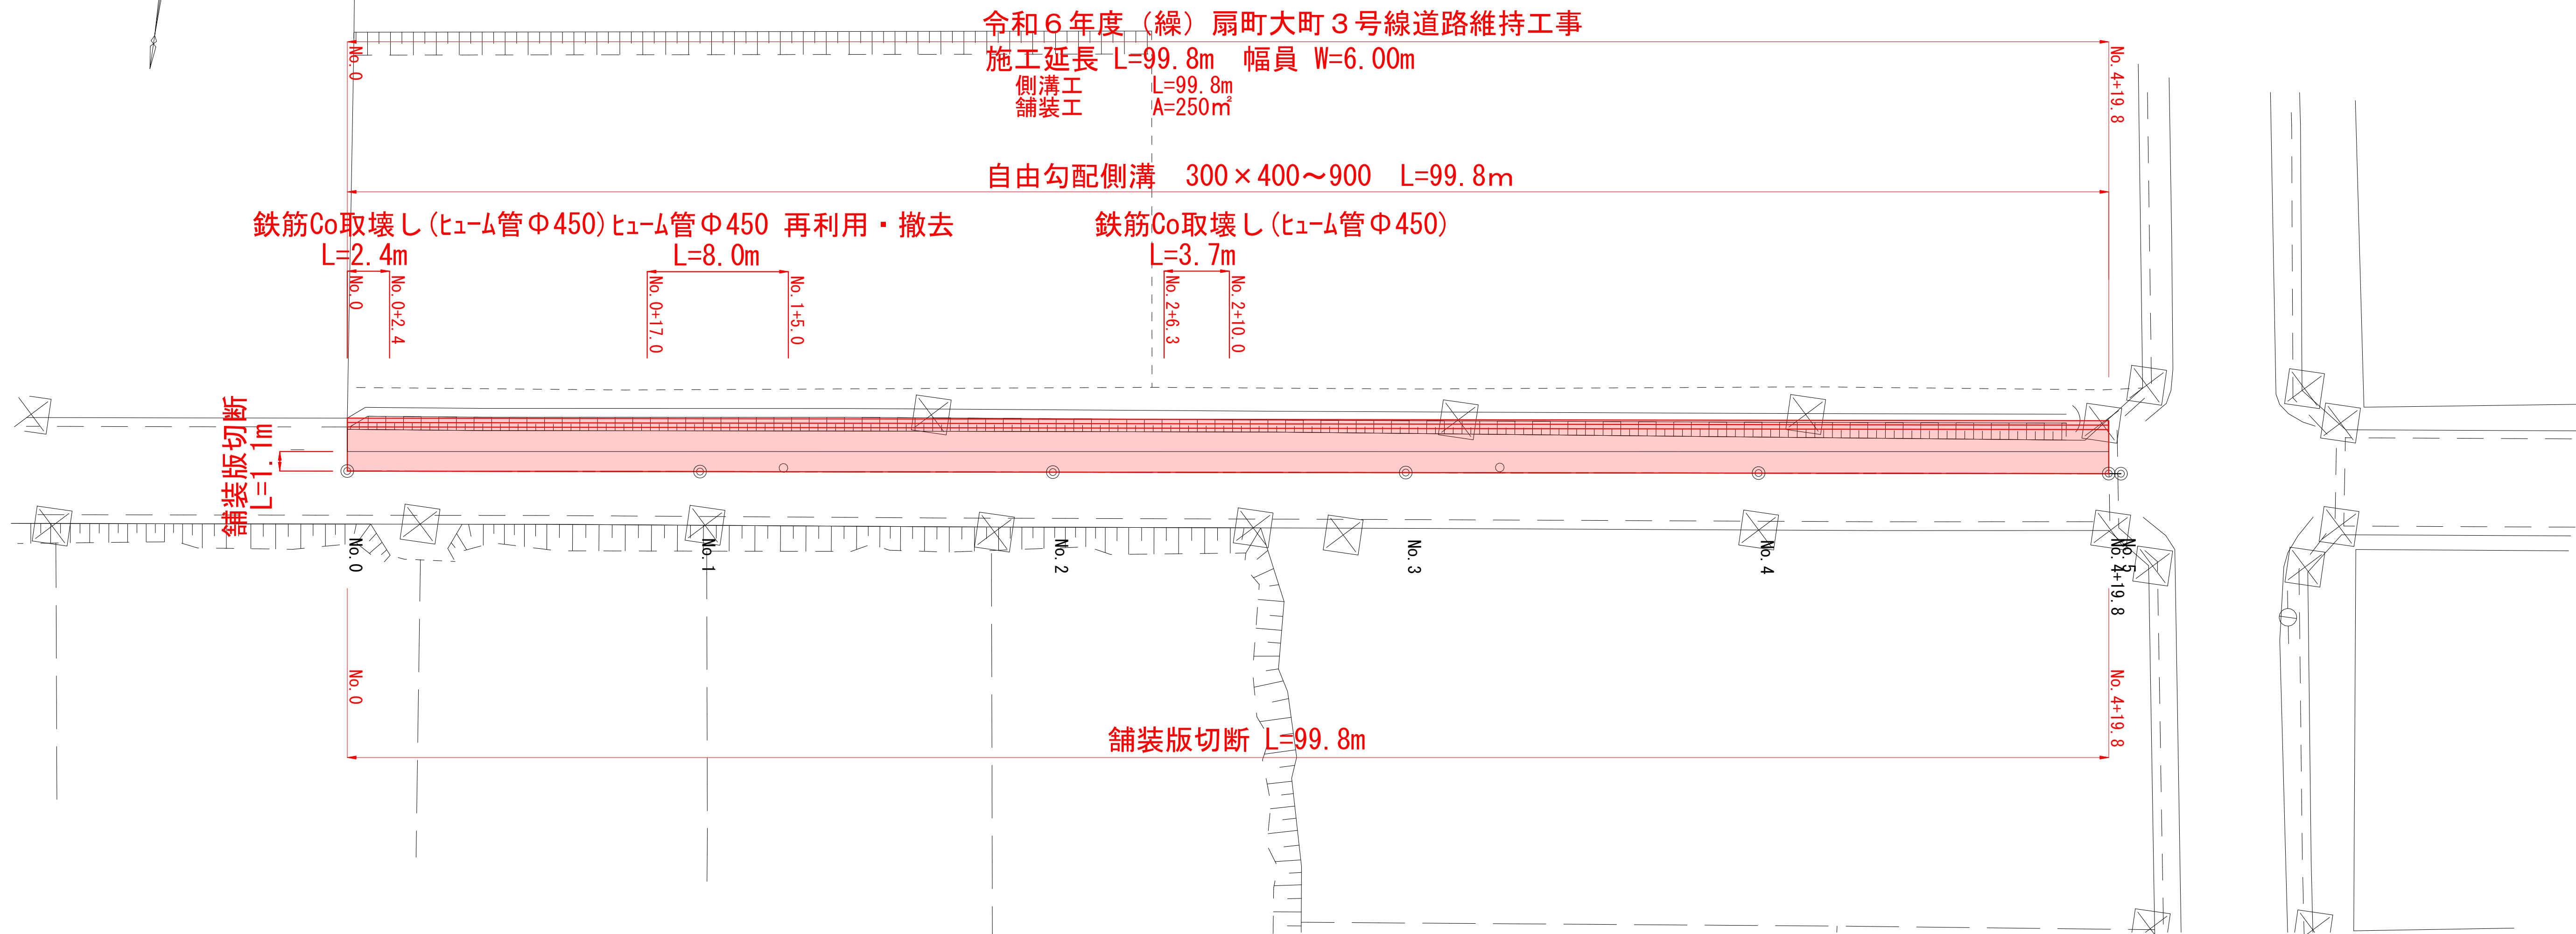 令和６年度（繰）扇町大町３号線道路維持工事
施工延長 L=99.8m 幅員 W=6.00m
側溝工 L=99.8m
舗装工 A=250㎡
No.0
No.4+19.8
自由勾配側溝 300×400～900 L=99.8m
鉄筋Co取壊し(ﾋｭｰﾑ管Φ450)
L=2.4m
ﾋｭｰﾑ管Φ450 再利用・撤去
L=8.0m
鉄筋Co取壊し(ﾋｭｰﾑ管Φ450)
L=3.7m
No.0
No.0+2.4
No.0+17.0
No.1+5.0
No.2+6.3
No.2+10.0
舗装版切断
L=1.1m
No.0
No.1
No.2
No.3
No.4
No.4+19.8
No.5
No.0
No.4+19.8
舗装版切断 L=99.8m